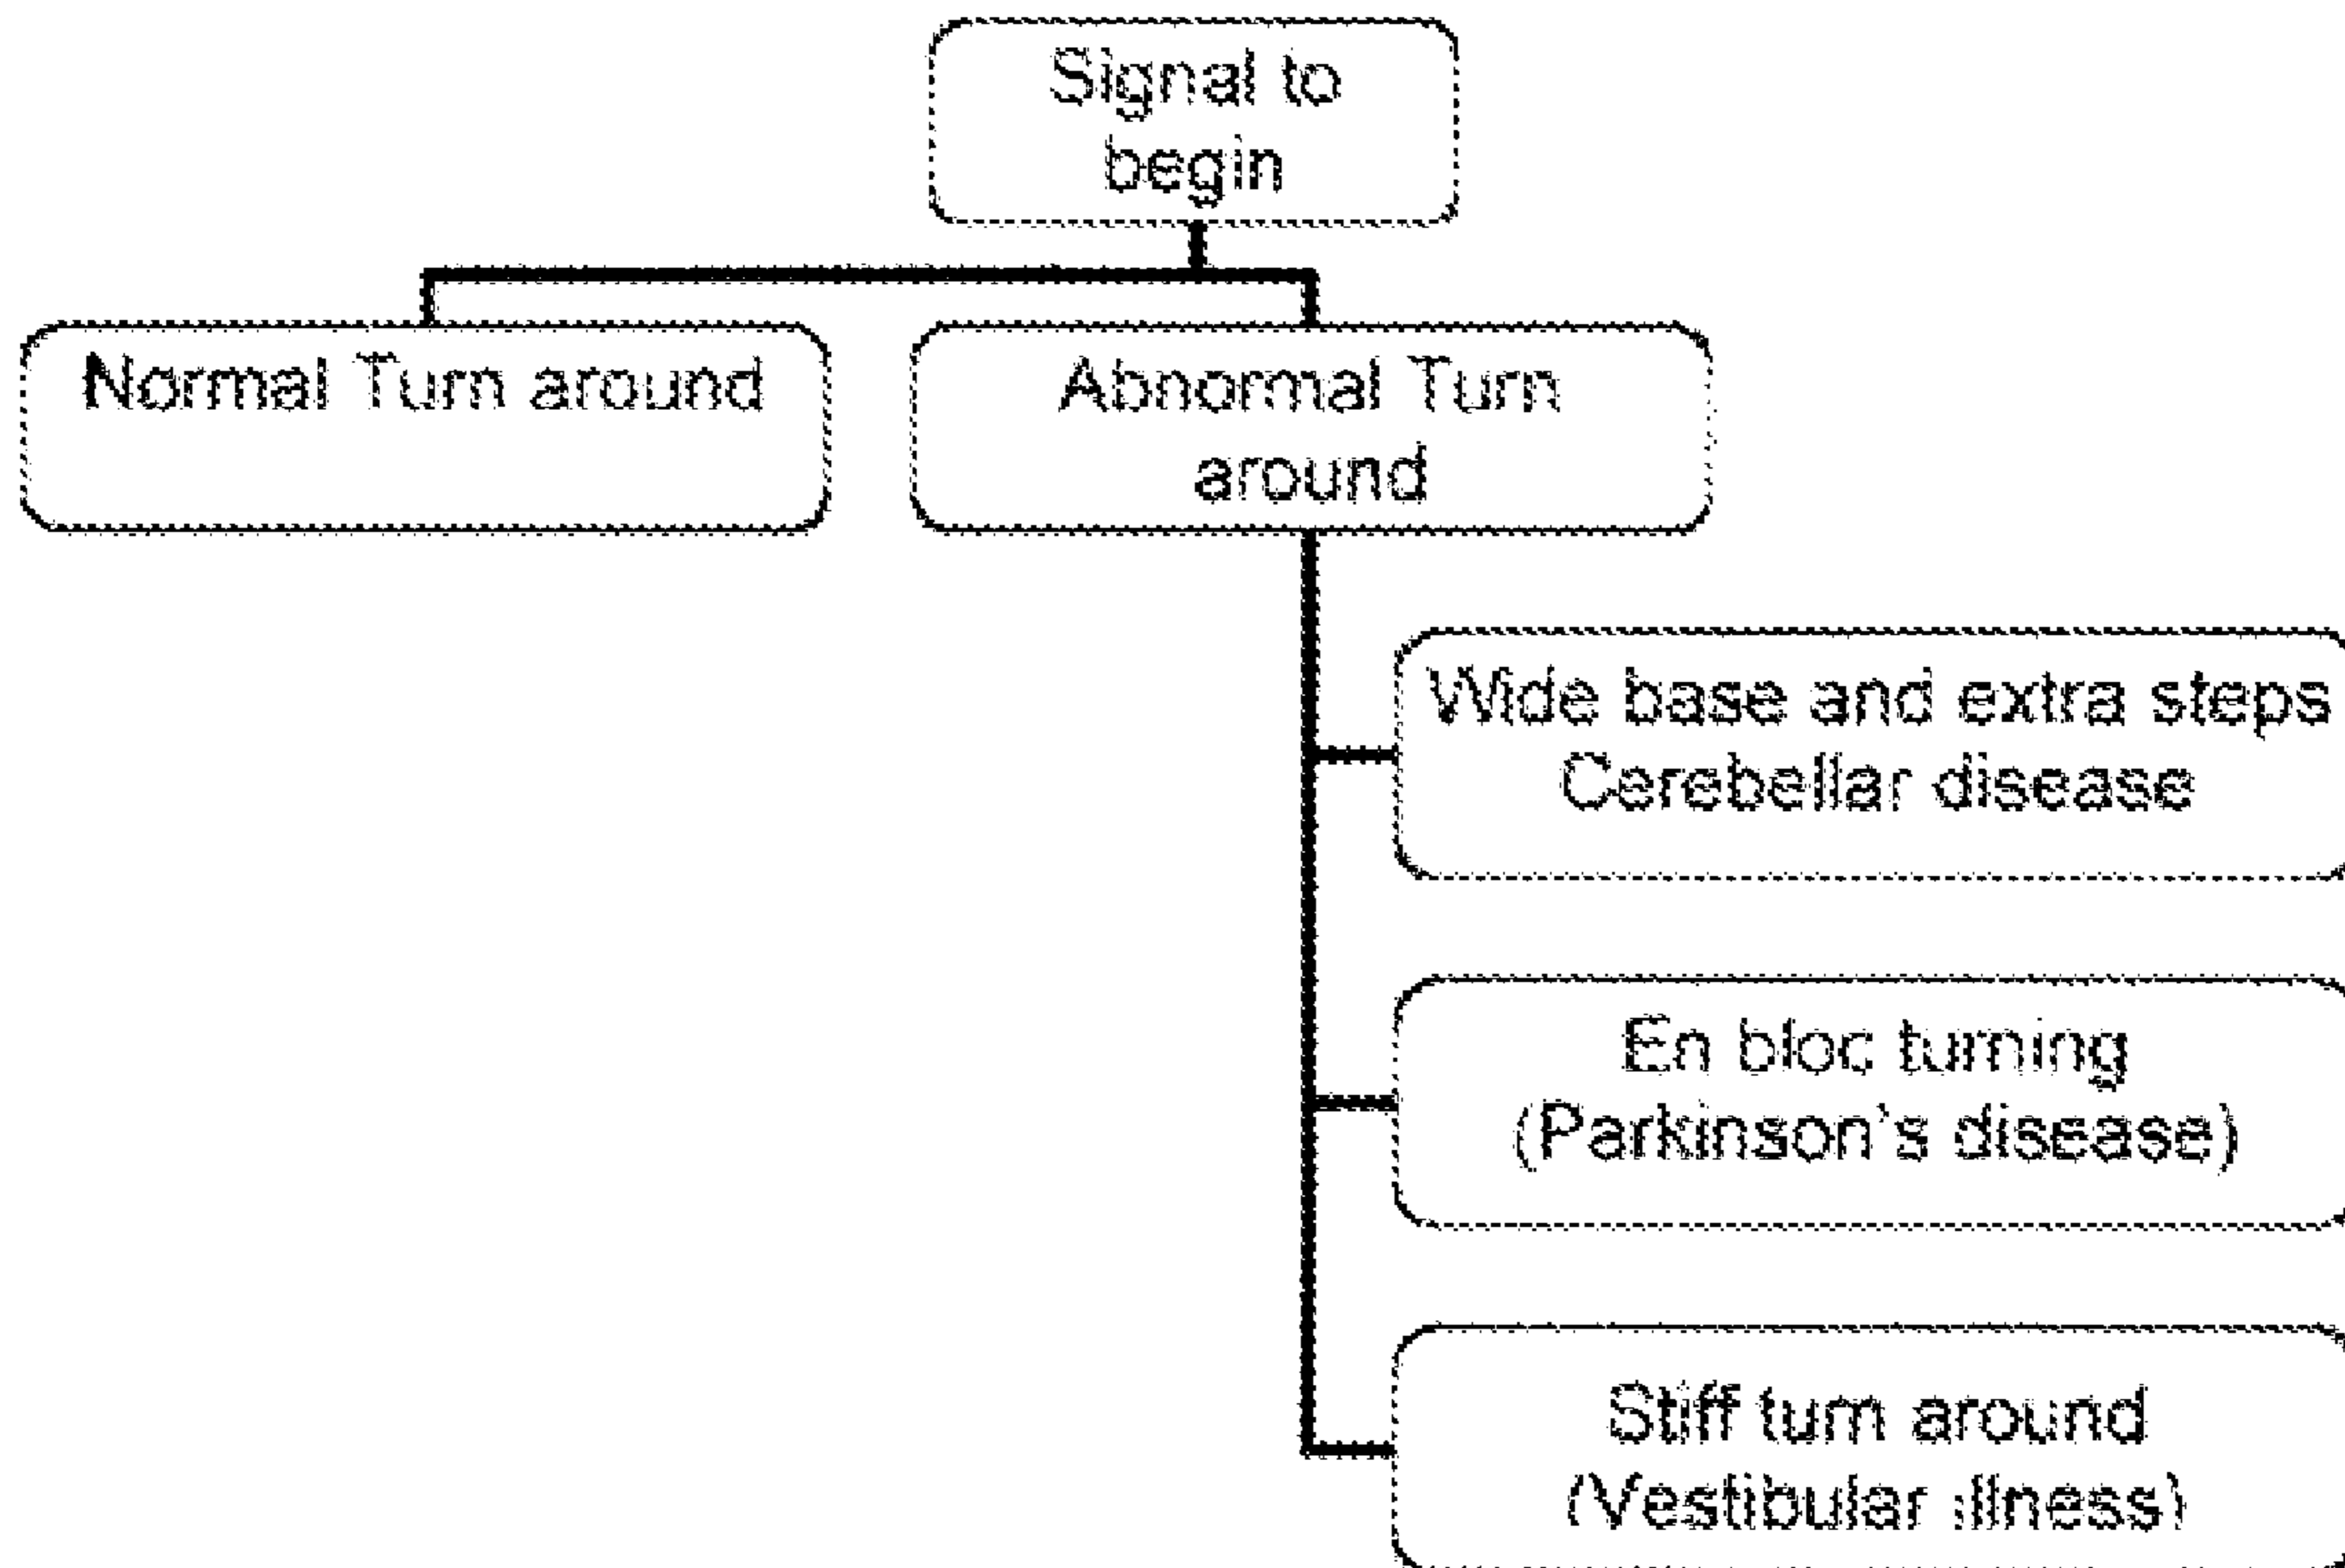 Signal to
begin
Normal Turn around
Abnormal Turn
around
Wide base and extra steps
Cerebellar disease
En bloc turning
(Parkinson's disease)
Stiff turn around
(Vestibular illness)